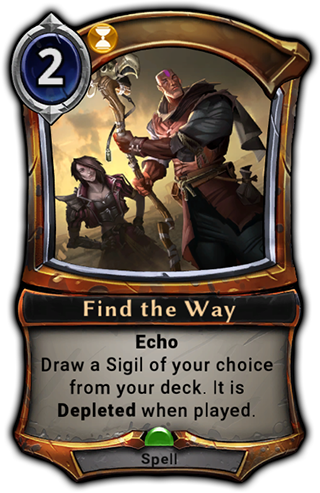 2
Find the Way
Echo
Draw a Sigil of your choice
from your deck. It is
Depleted when played.
Spell